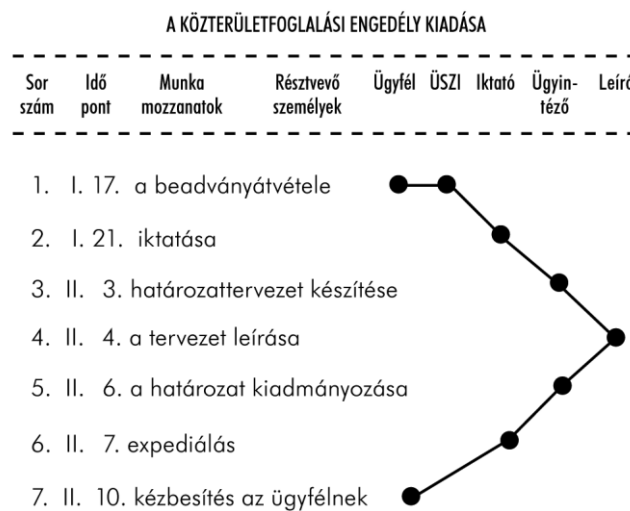 A KÖZTERÜLETFOGLALÁSI ENGEDÉLY KIADÁSA
Sor szám Idő pont Munka mozzanatok Résztvevő személyek Ügyfél ÜSZI Iktató Ügyin- téző Leíró
1. I. 17. a beadványátvétele
2. I. 21. iktatása
3. II. 3. határozattervezet készítése
4. II. 4. a tervezet leírása
5. II. 6. a határozat kiadmányozása
6. II. 7. expediálás
7. II. 10. kézbesítés az ügyfélnek